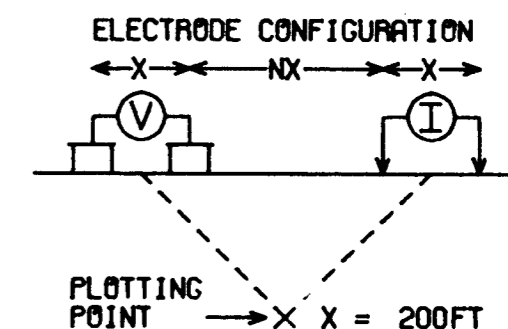 ELECTRODE CONFIGURATION
X NX X
V I
PLOTTING
POINT X X = 200FT